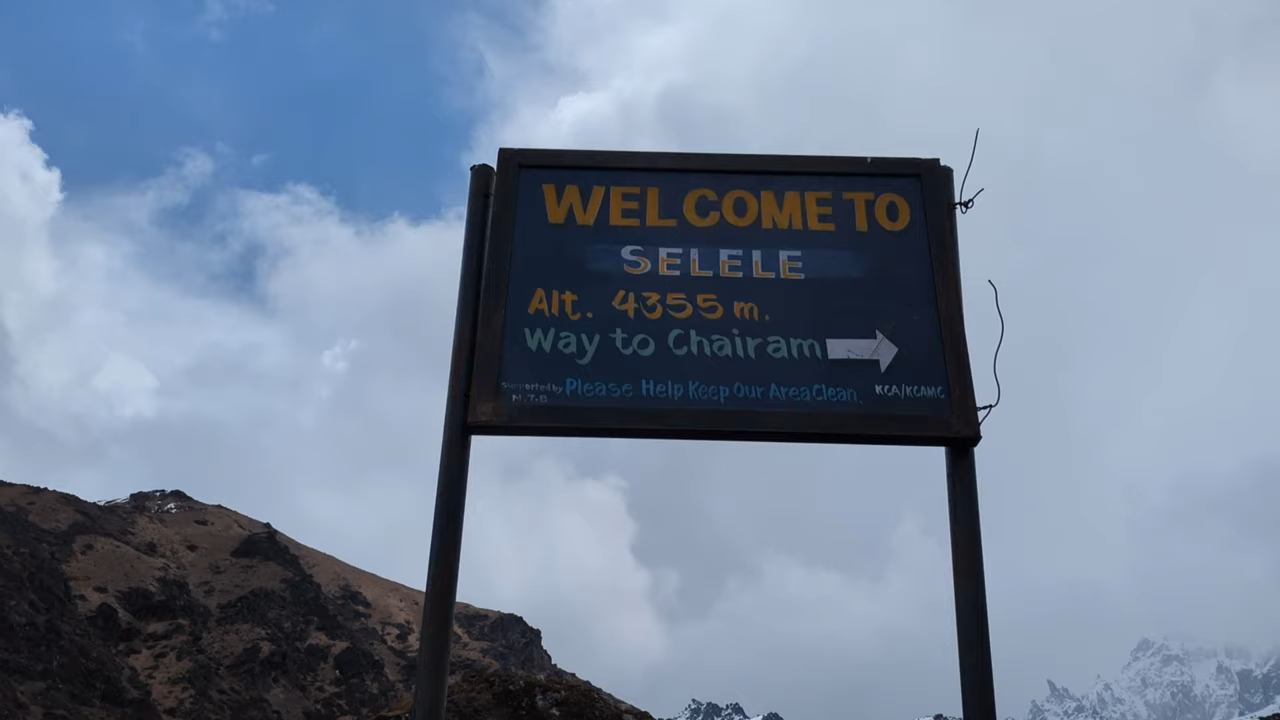 WELCOME TO
SELELE
Alt. 4355 m.
Way to Chairam
Supported by Please Help Keep Our Area Clean. KCA/KCAMC
N.T.B